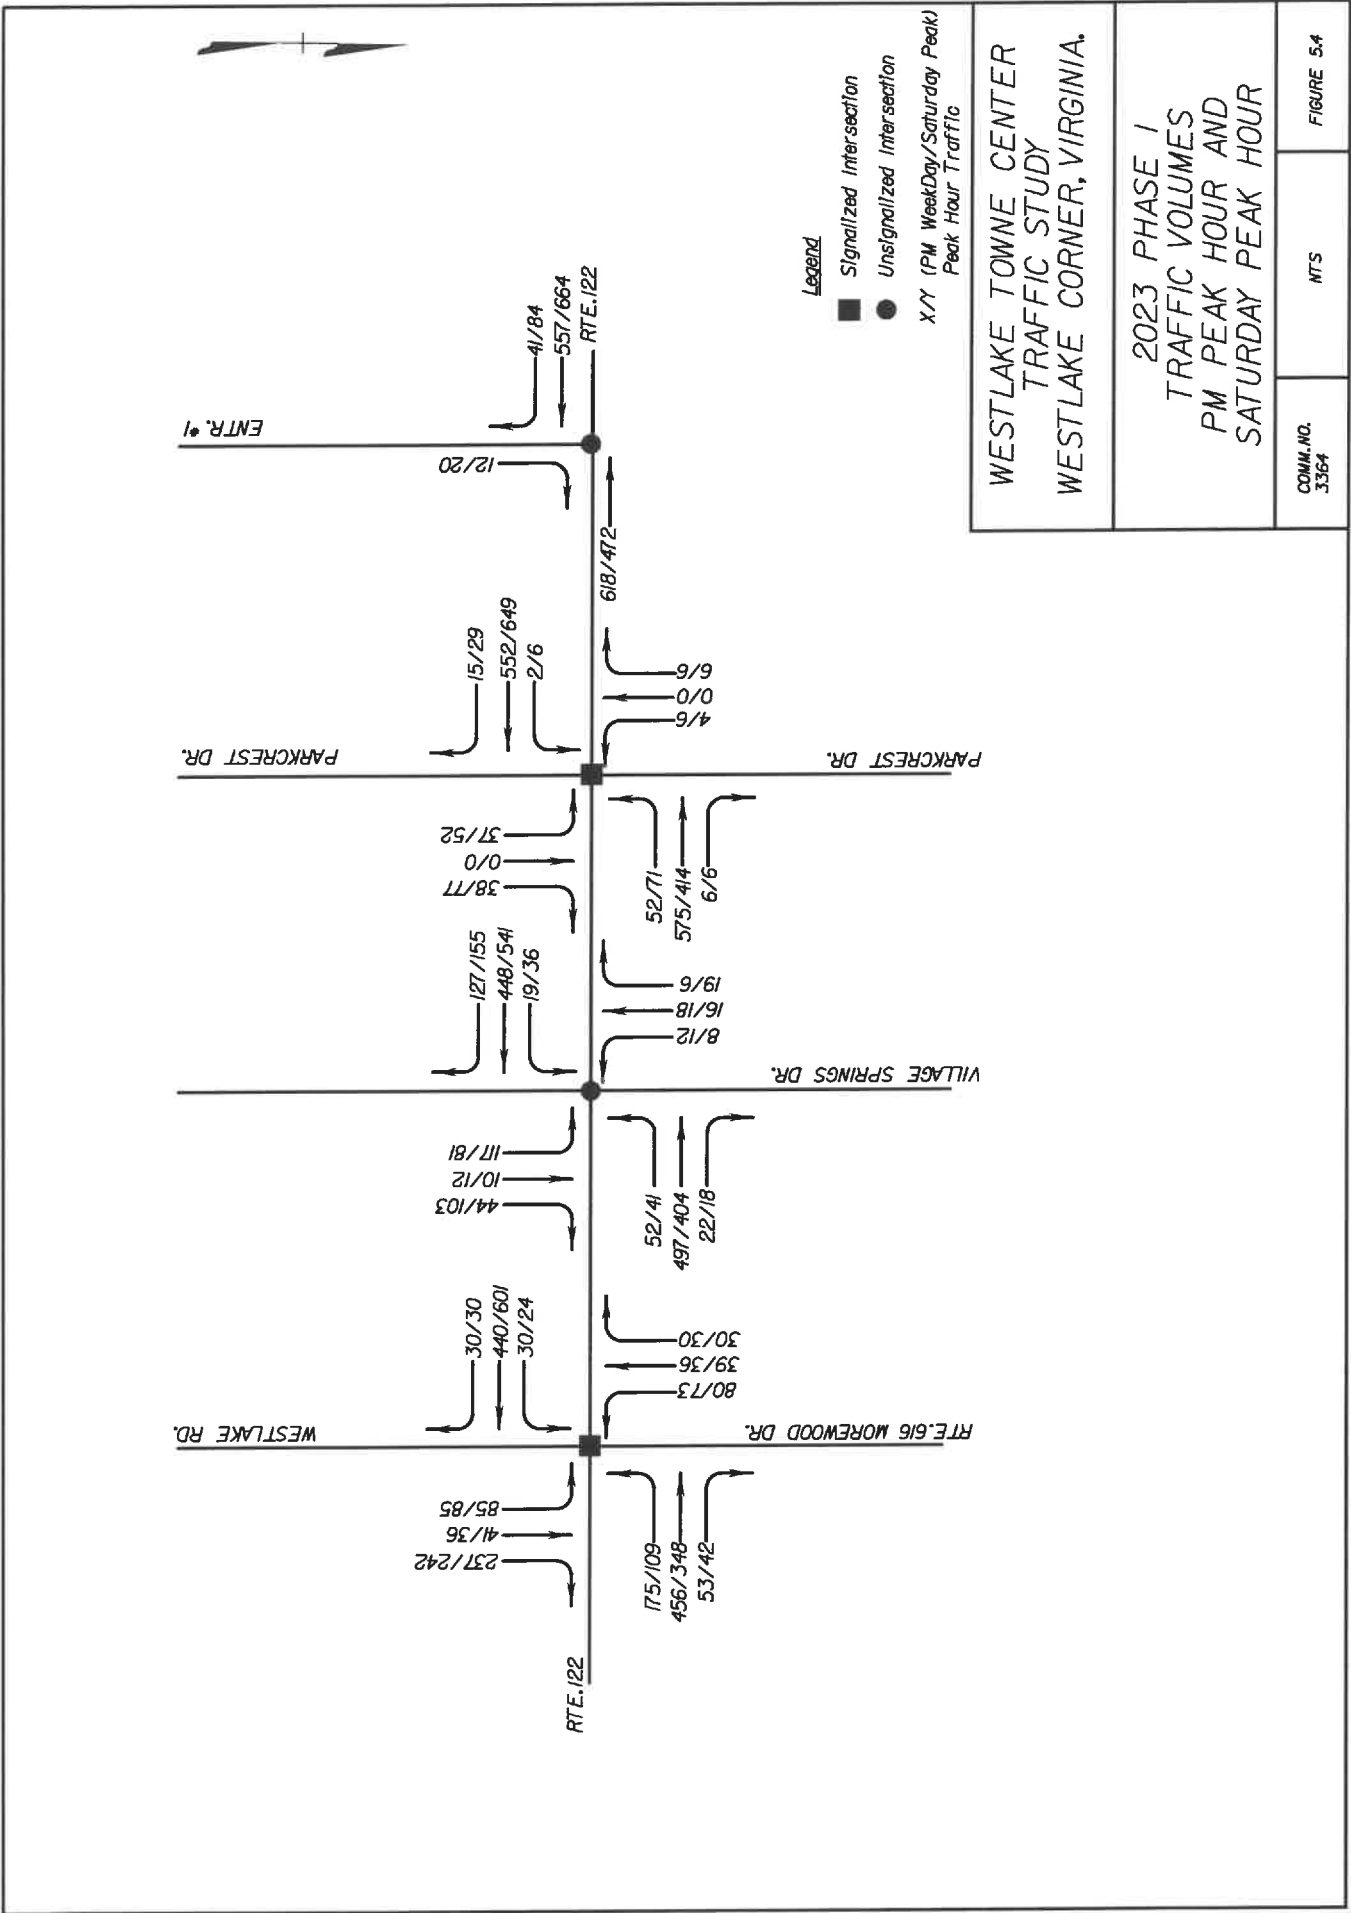 WESTLAKE RD.
237/242
41/36
85/85
30/30
440/601
30/24
175/109
456/348
53/42
80/73
39/36
30/30
RTE.616 MOREWOOD DR.
RTE.122
44/103
10/12
117/81
127/155
448/541
19/36
52/41
497/404
22/18
8/12
16/18
19/6
VILLAGE SPRINGS DR.
PARKCREST DR.
38/77
0/0
37/52
15/29
552/649
2/6
52/71
575/414
6/6
4/6
0/0
6/6
PARKCREST DR.
ENTR. #1
12/20
41/84
557/664
618/472
RTE.122
Legend
Signalized Intersection
Unsignalized Intersection
X/Y (PM WeekDay/Saturday Peak)
Peak Hour Traffic
WESTLAKE TOWNE CENTER
TRAFFIC STUDY
WESTLAKE CORNER, VIRGINIA.
2023 PHASE 1
TRAFFIC VOLUMES
PM PEAK HOUR AND
SATURDAY PEAK HOUR
COMM.NO.
3364
NTS
FIGURE 5.4